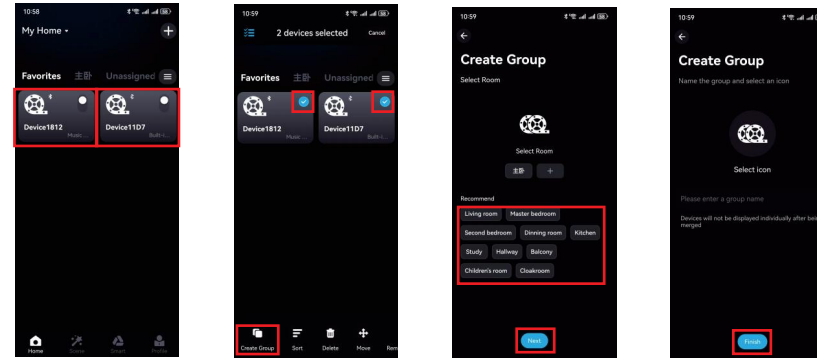 10:58
58
My Home
Favorites 主卧 Unassigned
Device1812
Music ...
Device11D7
Built-i...
Home
Scene
Smart
Profile
10:59
58
2 devices selected
Cancel
Favorites 主卧 Unassigned
Device1812
Music ...
Device11D7
Built-i...
Create Group
Sort
Delete
Move
Rem
10:59
58
Create Group
Select Room
Select Room
主卧 +
Recommend
Living room Master bedroom
Second bedroom Dinning room Kitchen
Study Hallway Balcony
Children's room Cloakroom
Next
10:59
Create Group
Name the group and select an icon
Select icon
Please enter a group name
Devices will not be displayed individually after bein
merged
Finish